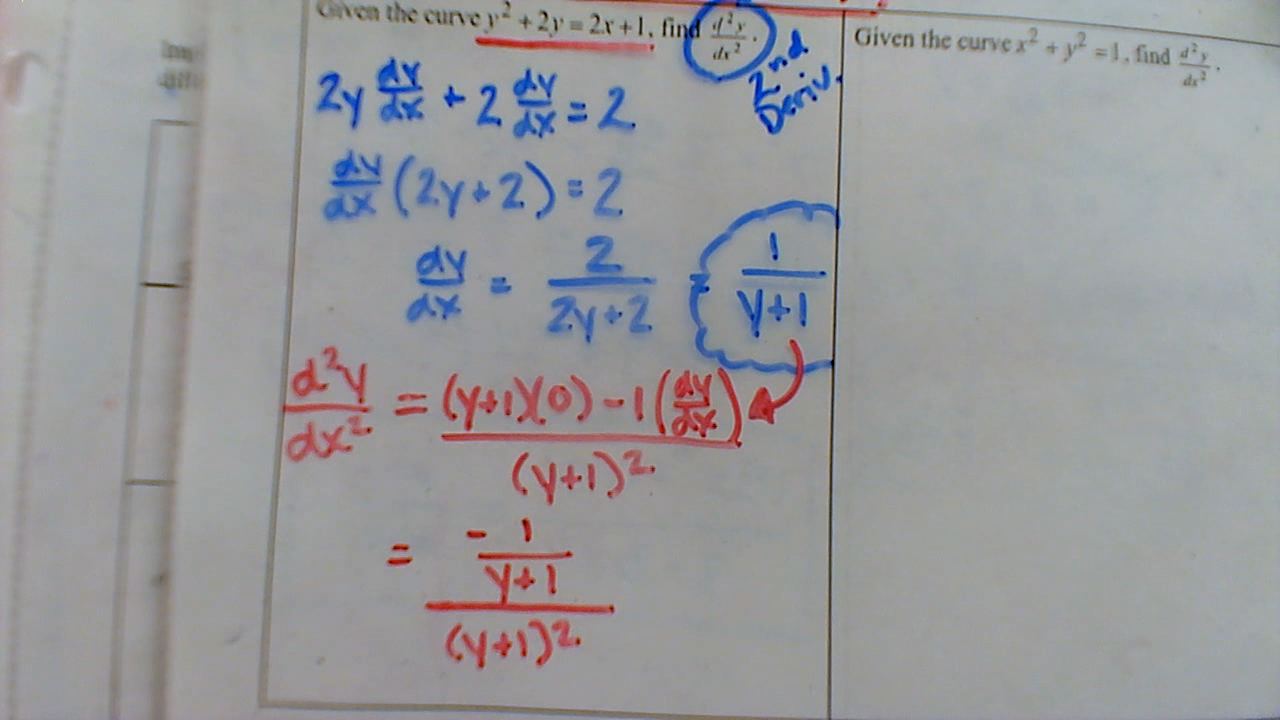 Given the curve y² + 2y = 2x + 1, find d²y/dx².
2nd
Deriv.
2y dy/dx + 2 dy/dx = 2
dy/dx (2y + 2) = 2
dy/dx = 2/(2y+2) = 1/(y+1)
d²y/dx² = ((y+1)(0) - 1(dy/dx))/(y+1)²
= (-1/(y+1))/(y+1)²
Given the curve x² + y² = 1, find d²y/dx².